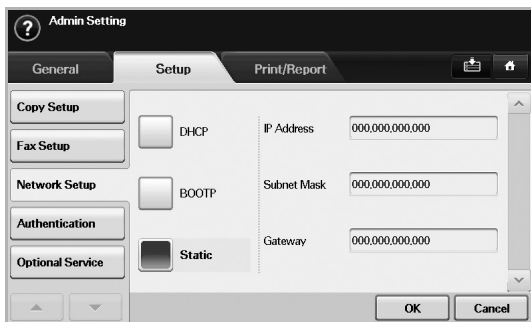 ? Admin Setting
General Setup Print/Report
Copy Setup
Fax Setup
Network Setup
Authentication
Optional Service
DHCP
BOOTP
Static
IP Address 000,000,000,000
Subnet Mask 000,000,000,000
Gateway 000,000,000,000
OK Cancel